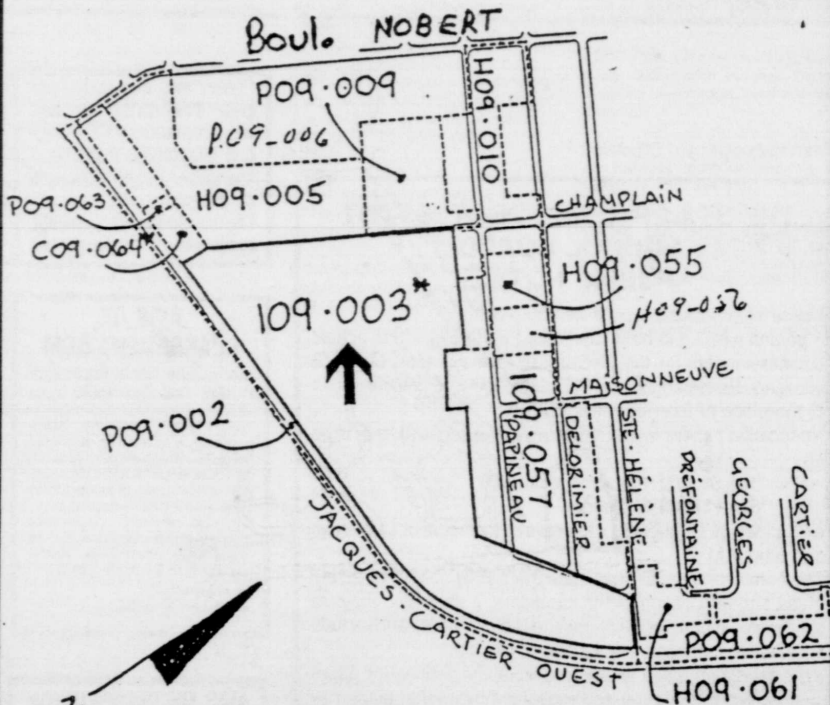 Boul. NOBERT
P09.009
H09.010
P.09-006
P09.063
H09.005
CHAMPLAIN
C09.064*
109.003 *
H09.055
H09-056
MAISONNEUVE
P09.002
109.057
PAPINEAU
DELORIMIER
STE-HÉLÈNE
PRÉFONTAINE
GEORGES
CARTIER
JACQUES-CARTIER OUEST
P09.062
H09.061